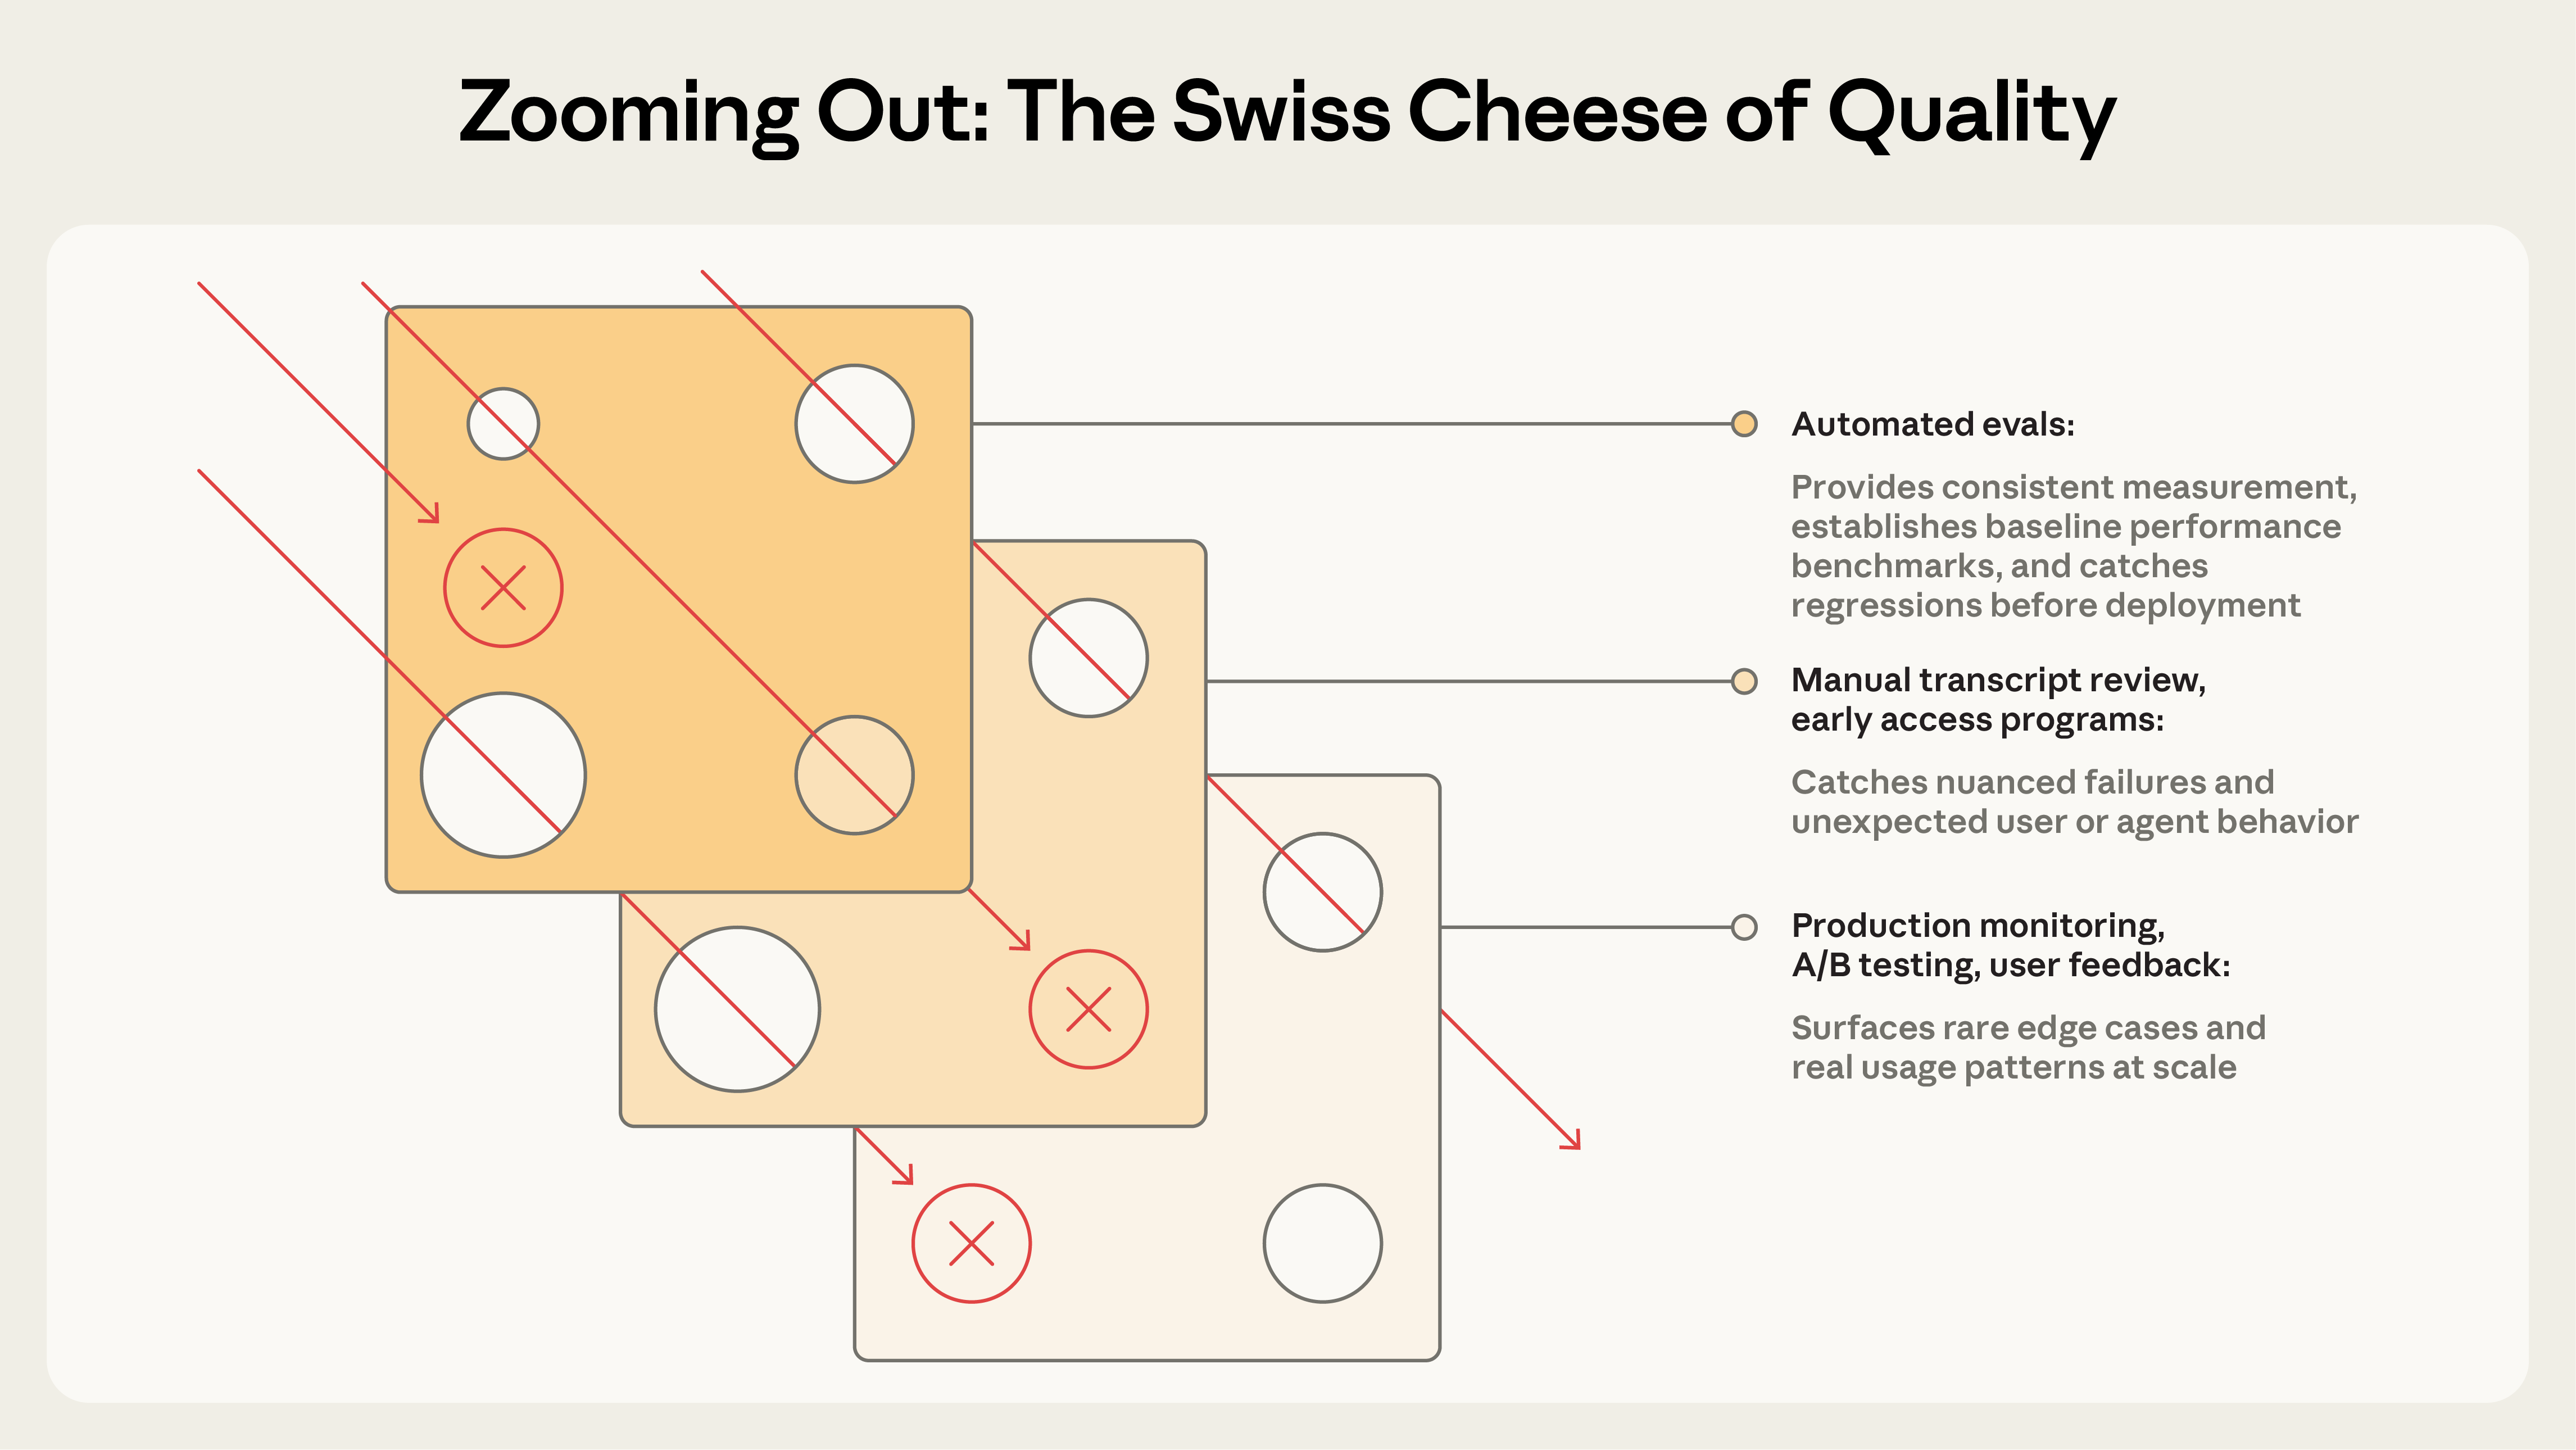 Zooming Out: The Swiss Cheese of Quality
Automated evals:
Provides consistent measurement,
establishes baseline performance
benchmarks, and catches
regressions before deployment
Manual transcript review,
early access programs:
Catches nuanced failures and
unexpected user or agent behavior
Production monitoring,
A/B testing, user feedback:
Surfaces rare edge cases and
real usage patterns at scale